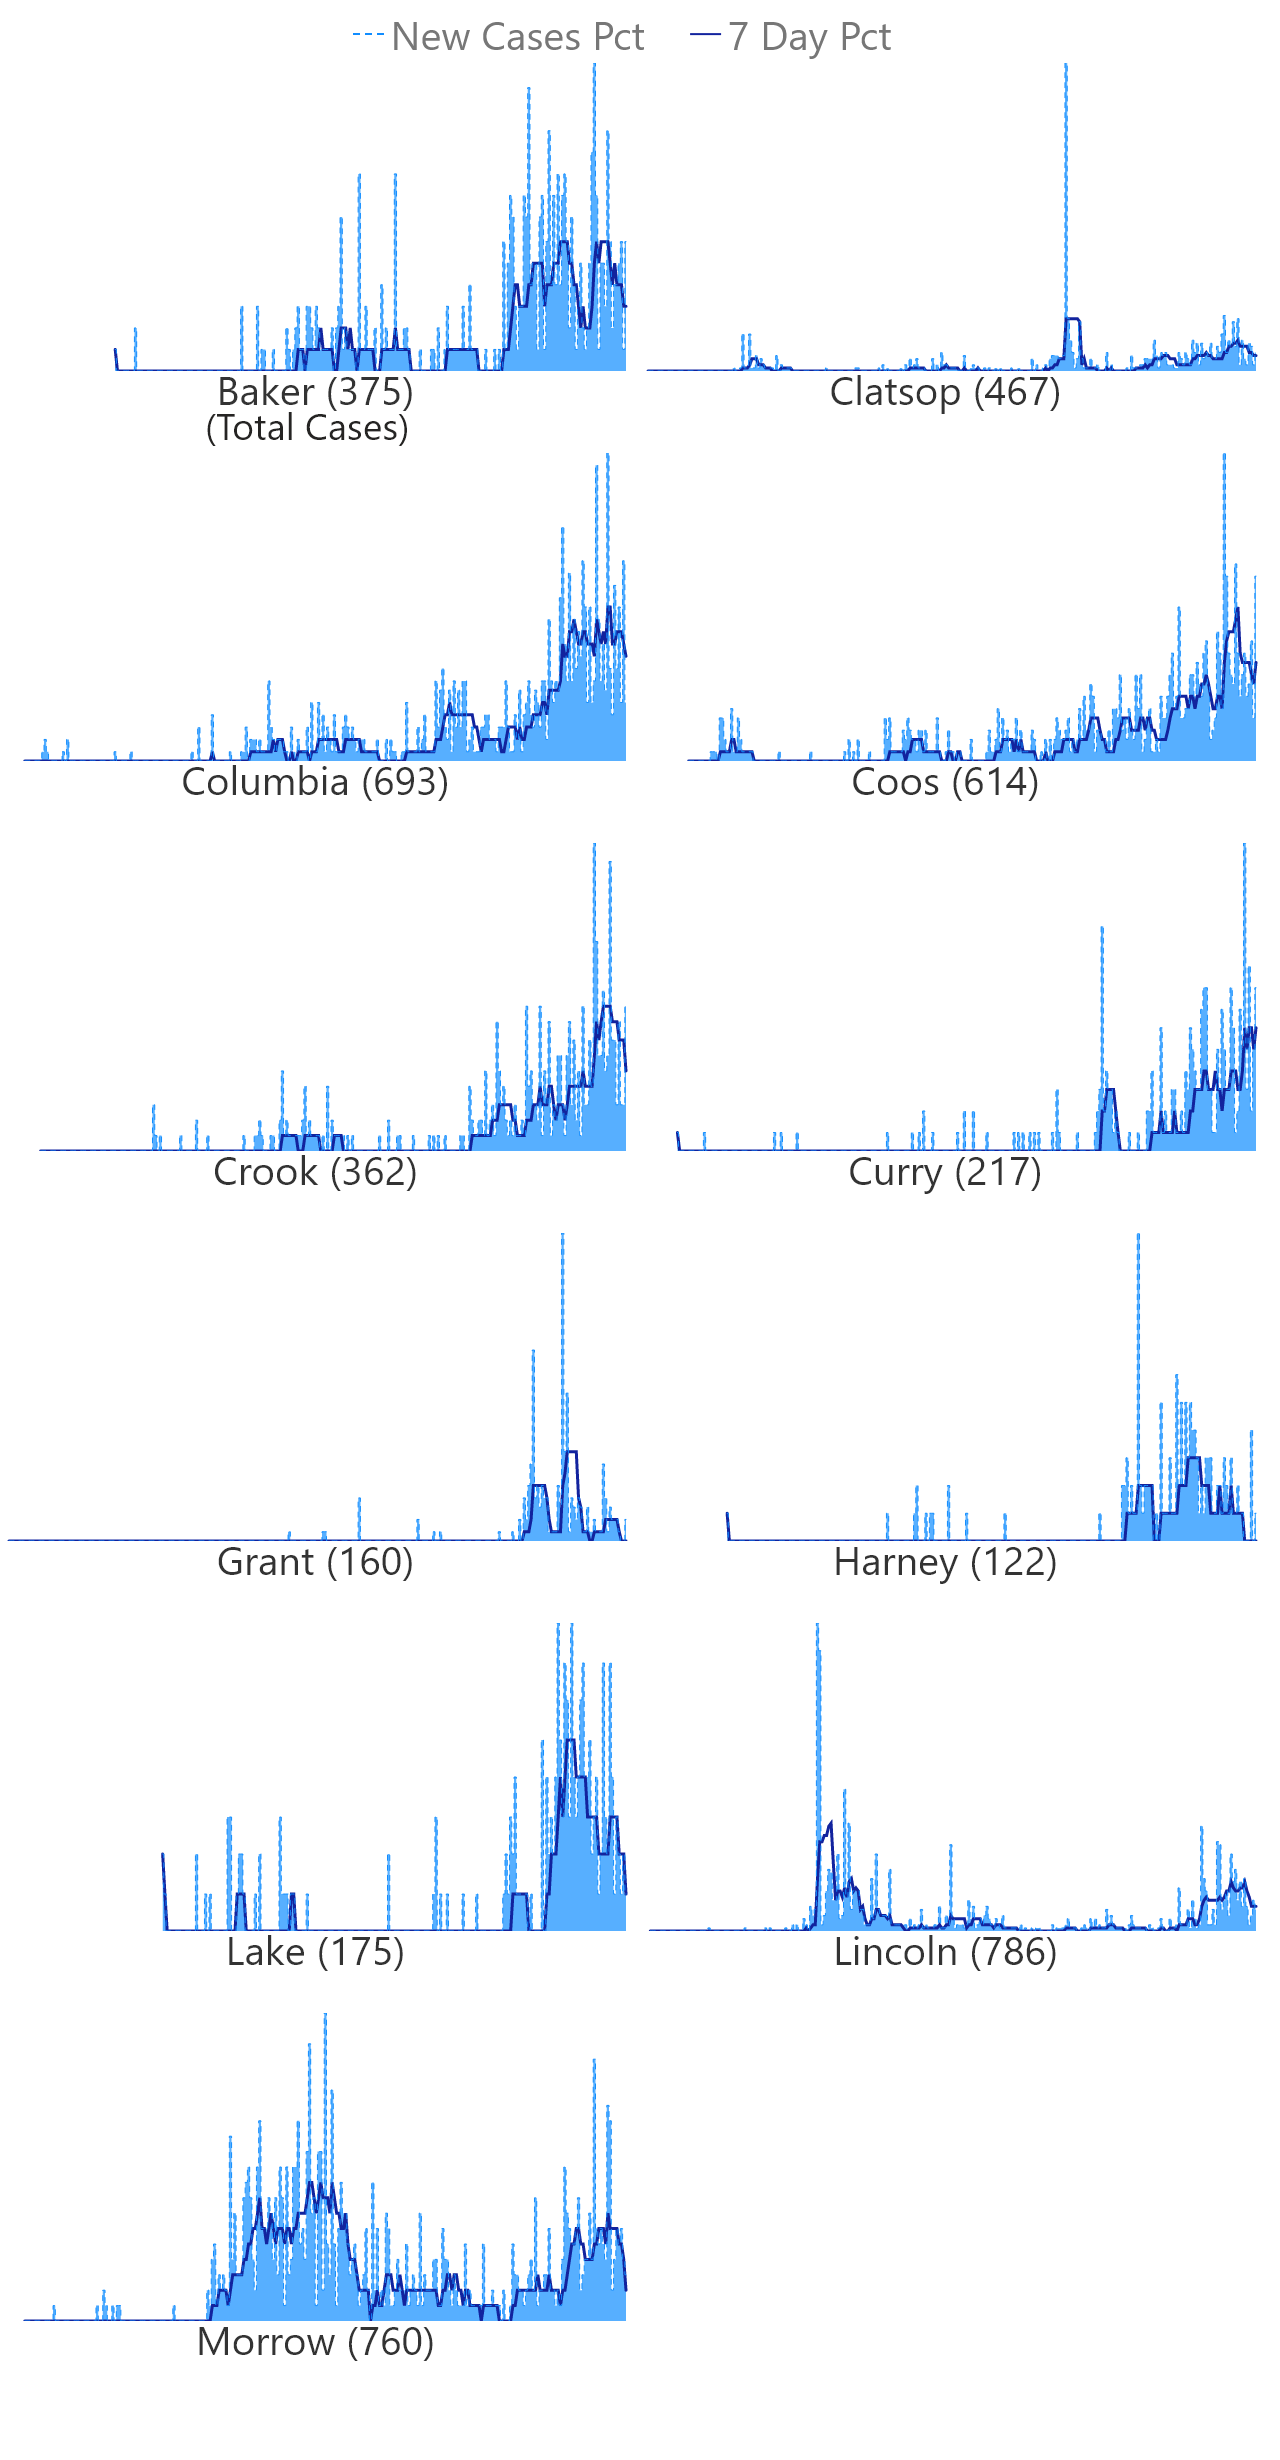 New Cases Pct 7 Day Pct
Baker (375)
(Total Cases)
Clatsop (467)
Columbia (693)
Coos (614)
Crook (362)
Curry (217)
Grant (160)
Harney (122)
Lake (175)
Lincoln (786)
Morrow (760)